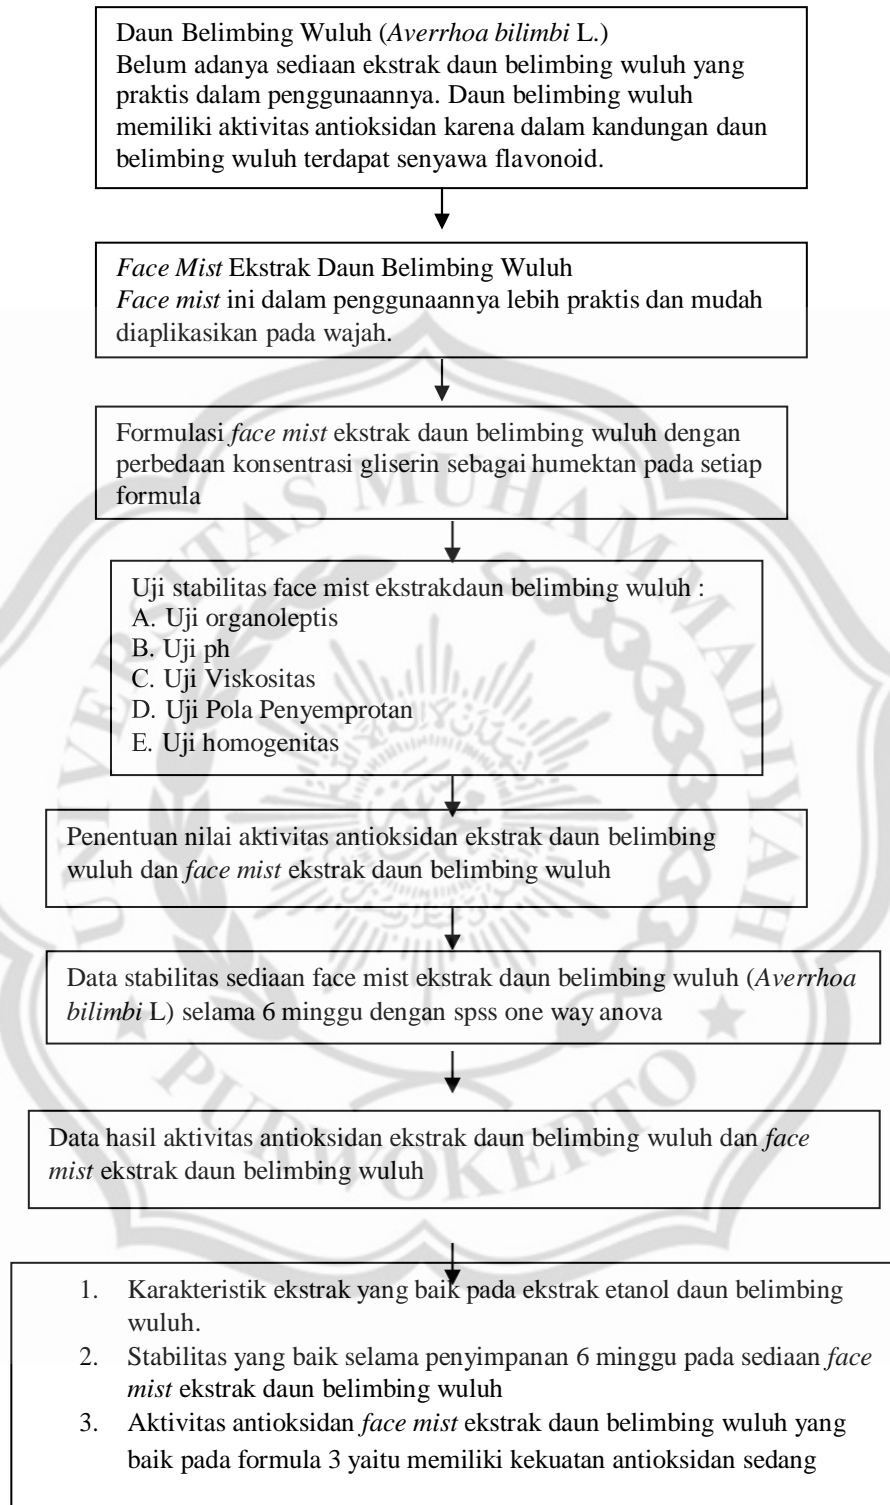 Daun Belimbing Wuluh (Averrhoa bilimbi L.)
Belum adanya sediaan ekstrak daun belimbing wuluh yang
praktis dalam penggunaannya. Daun belimbing wuluh
memiliki aktivitas antioksidan karena dalam kandungan daun
belimbing wuluh terdapat senyawa flavonoid.
Face Mist Ekstrak Daun Belimbing Wuluh
Face mist ini dalam penggunaannya lebih praktis dan mudah
diaplikasikan pada wajah.
Formulasi face mist ekstrak daun belimbing wuluh dengan
perbedaan konsentrasi gliserin sebagai humektan pada setiap
formula
Uji stabilitas face mist ekstrakdaun belimbing wuluh :
A. Uji organoleptis
B. Uji ph
C. Uji Viskositas
D. Uji Pola Penyemprotan
E. Uji homogenitas
Penentuan nilai aktivitas antioksidan ekstrak daun belimbing
wuluh dan face mist ekstrak daun belimbing wuluh
Data stabilitas sediaan face mist ekstrak daun belimbing wuluh (Averrhoa
bilimbi L) selama 6 minggu dengan spss one way anova
Data hasil aktivitas antioksidan ekstrak daun belimbing wuluh dan face
mist ekstrak daun belimbing wuluh
1. Karakteristik ekstrak yang baik pada ekstrak etanol daun belimbing
wuluh.
2. Stabilitas yang baik selama penyimpanan 6 minggu pada sediaan face
mist ekstrak daun belimbing wuluh
3. Aktivitas antioksidan face mist ekstrak daun belimbing wuluh yang
baik pada formula 3 yaitu memiliki kekuatan antioksidan sedang
UNIVERSITAS MUHAMMADIYAH
PURWOKERTO